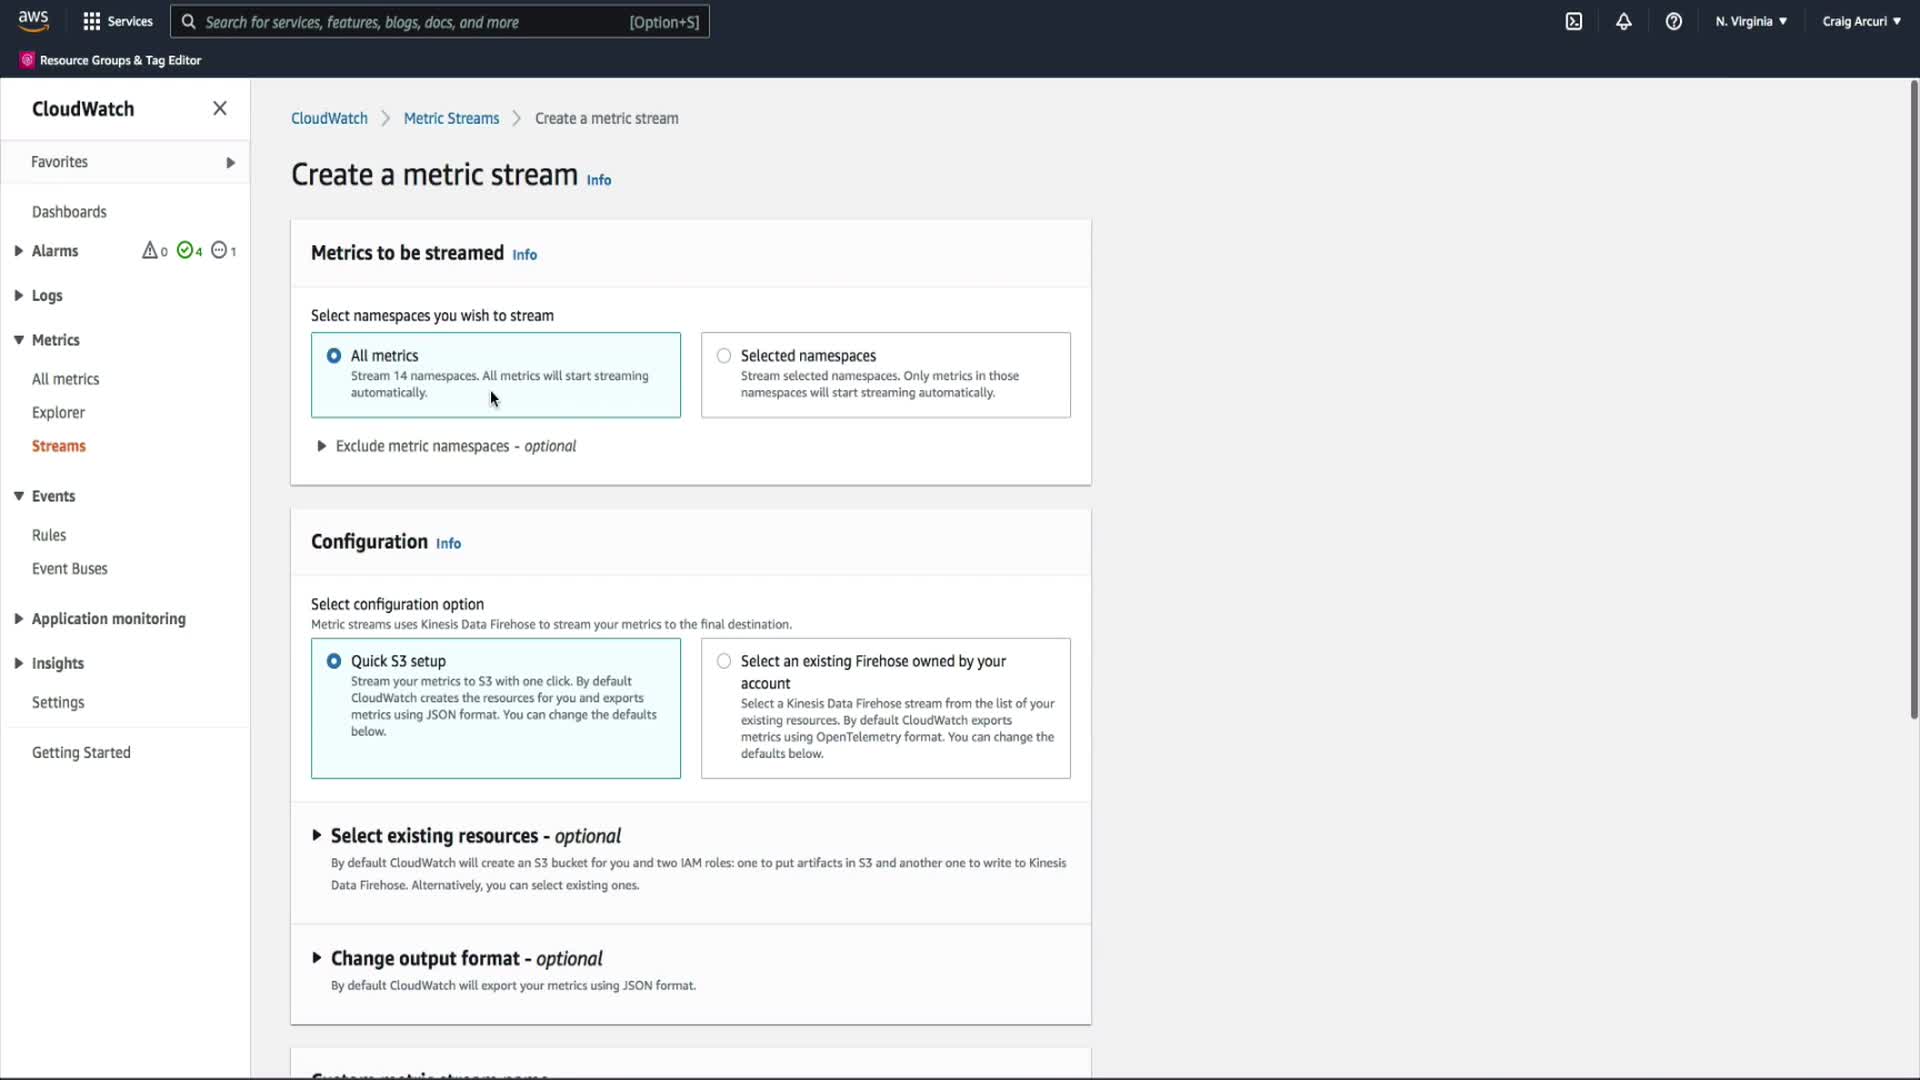 aws
Services
Search for services, features, blogs, docs, and more
[Option+S]
N. Virginia
Craig Arcuri
Resource Groups & Tag Editor
CloudWatch
Favorites
Dashboards
Alarms
0
4
1
Logs
Metrics
All metrics
Explorer
Streams
Events
Rules
Event Buses
Application monitoring
Insights
Settings
Getting Started
CloudWatch
Metric Streams
Create a metric stream
Create a metric stream Info
Metrics to be streamed Info
Select namespaces you wish to stream
All metrics
Stream 14 namespaces. All metrics will start streaming
automatically.
Selected namespaces
Stream selected namespaces. Only metrics in those
namespaces will start streaming automatically.
Exclude metric namespaces - optional
Configuration Info
Select configuration option
Metric streams uses Kinesis Data Firehose to stream your metrics to the final destination.
Quick S3 setup
Stream your metrics to S3 with one click. By default
CloudWatch creates the resources for you and exports
metrics using JSON format. You can change the defaults
below.
Select an existing Firehose owned by your
account
Select a Kinesis Data Firehose stream from the list of your
existing resources. By default CloudWatch exports
metrics using OpenTelemetry format. You can change the
defaults below.
Select existing resources - optional
By default CloudWatch will create an S3 bucket for you and two IAM roles: one to put artifacts in S3 and another one to write to Kinesis
Data Firehose. Alternatively, you can select existing ones.
Change output format - optional
By default CloudWatch will export your metrics using JSON format.
Custom metric stream name